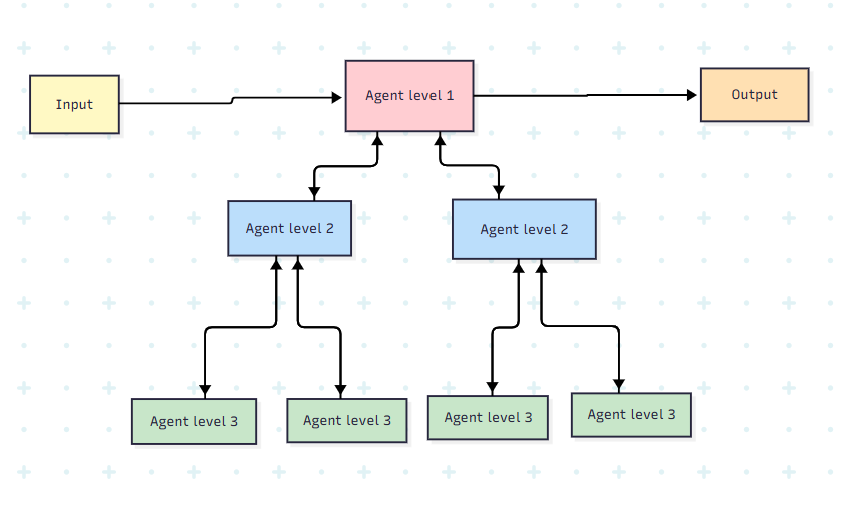 Input
Agent level 1
Output
Agent level 2
Agent level 2
Agent level 3
Agent level 3
Agent level 3
Agent level 3